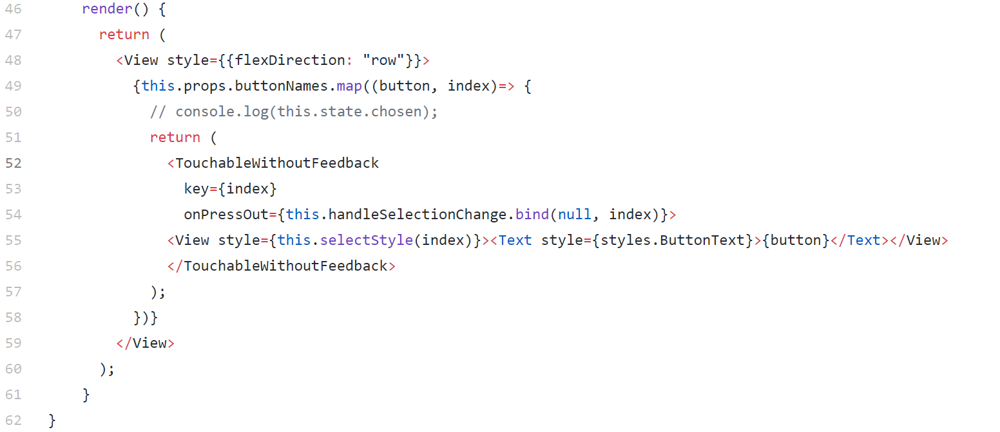 46 render() {
47 return (
48 <View style={{flexDirection: "row"}}>
49 {this.props.buttonNames.map((button, index)=> {
50 // console.log(this.state.chosen);
51 return (
52 <TouchableWithoutFeedback
53 key={index}
54 onPressOut={this.handleSelectionChange.bind(null, index)}>
55 <View style={this.selectStyle(index)}><Text style={styles.ButtonText}>{button}</Text></View>
56 </TouchableWithoutFeedback>
57 );
58 })}
59 </View>
60 );
61 }
62 }